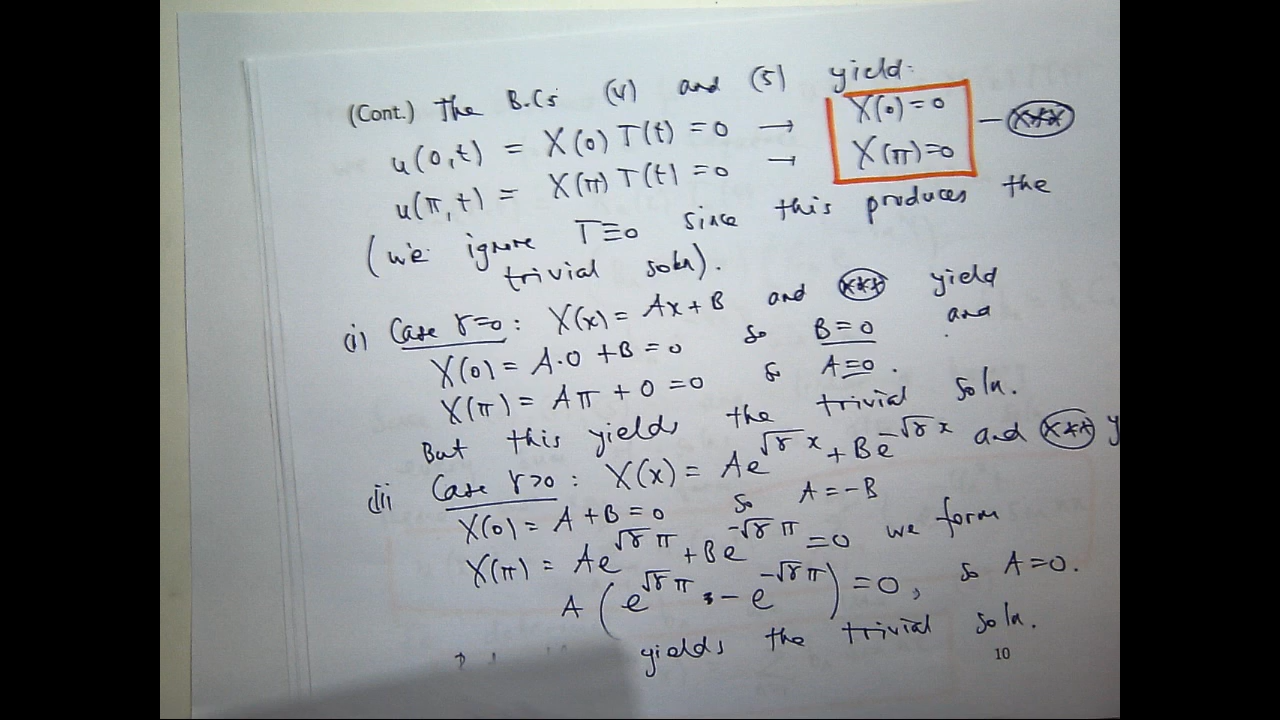 (Cont.) The B.Cs (4) and (5) yield:
u(0,t) = X(0) T(t) = 0 → X(0) = 0
u(π,t) = X(π) T(t) = 0 → X(π) = 0 — (***)
(We ignore T≡0 since this produces the
trivial soln).
(i) Case γ=0: X(x) = Ax + B and (***) yield
X(0) = A·0 + B = 0 so B = 0 and
X(π) = Aπ + 0 = 0 so A = 0.
But this yields the trivial soln.
(ii) Case γ>0: X(x) = Ae^{√γ x} + Be^{-√γ x} and (***) y
X(0) = A + B = 0 so A = -B
X(π) = Ae^{√γ π} + Be^{-√γ π} = 0 we form
A (e^{√γ π} - e^{-√γ π}) = 0, so A = 0.
yields the trivial soln.
10